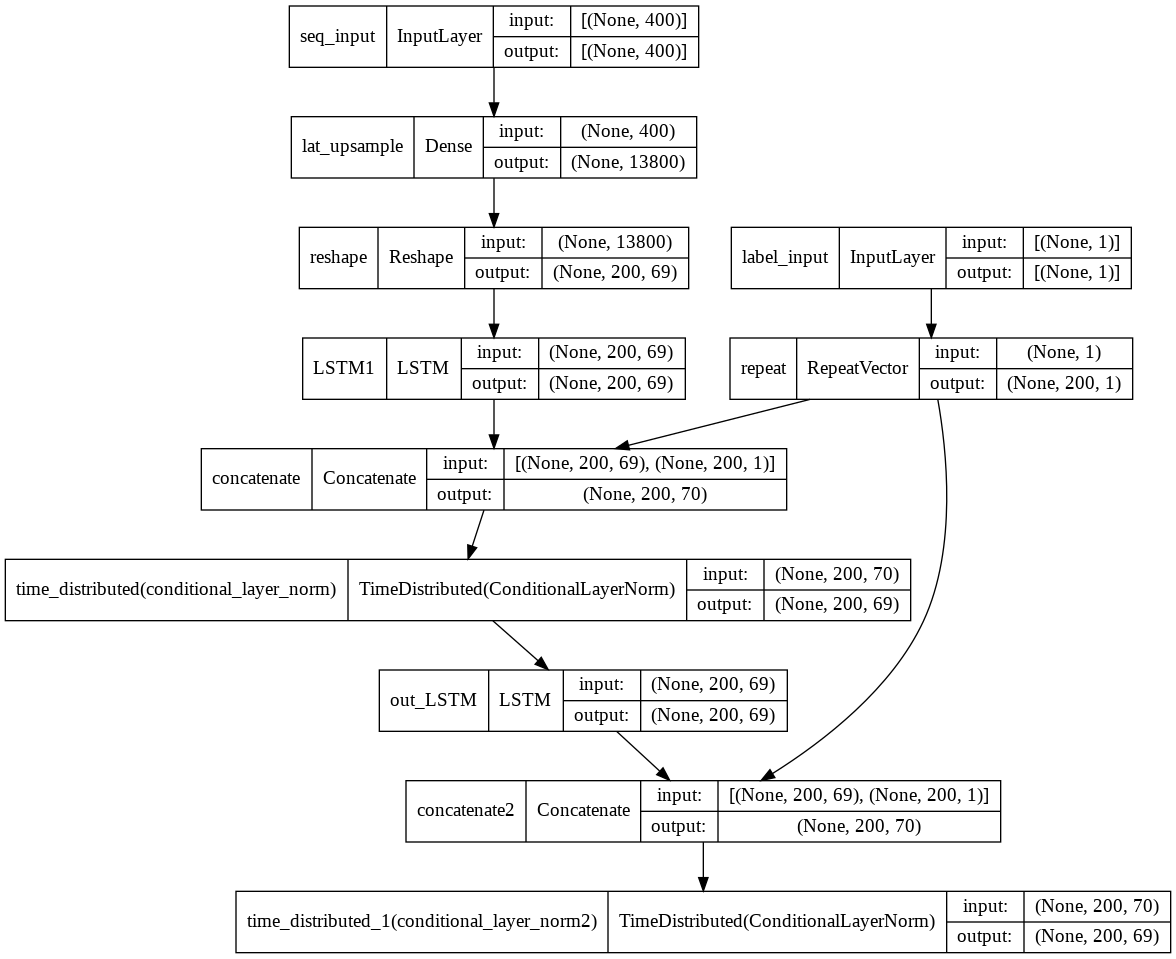 seq_input InputLayer input: [(None, 400)]
output: [(None, 400)]
lat_upsample Dense input: (None, 400)
output: (None, 13800)
reshape Reshape input: (None, 13800)
output: (None, 200, 69)
label_input InputLayer input: [(None, 1)]
output: [(None, 1)]
LSTM1 LSTM input: (None, 200, 69)
output: (None, 200, 69)
repeat RepeatVector input: (None, 1)
output: (None, 200, 1)
concatenate Concatenate input: [(None, 200, 69), (None, 200, 1)]
output: (None, 200, 70)
time_distributed(conditional_layer_norm) TimeDistributed(ConditionalLayerNorm) input: (None, 200, 70)
output: (None, 200, 69)
out_LSTM LSTM input: (None, 200, 69)
output: (None, 200, 69)
concatenate2 Concatenate input: [(None, 200, 69), (None, 200, 1)]
output: (None, 200, 70)
time_distributed_1(conditional_layer_norm2) TimeDistributed(ConditionalLayerNorm) input: (None, 200, 70)
output: (None, 200, 69)